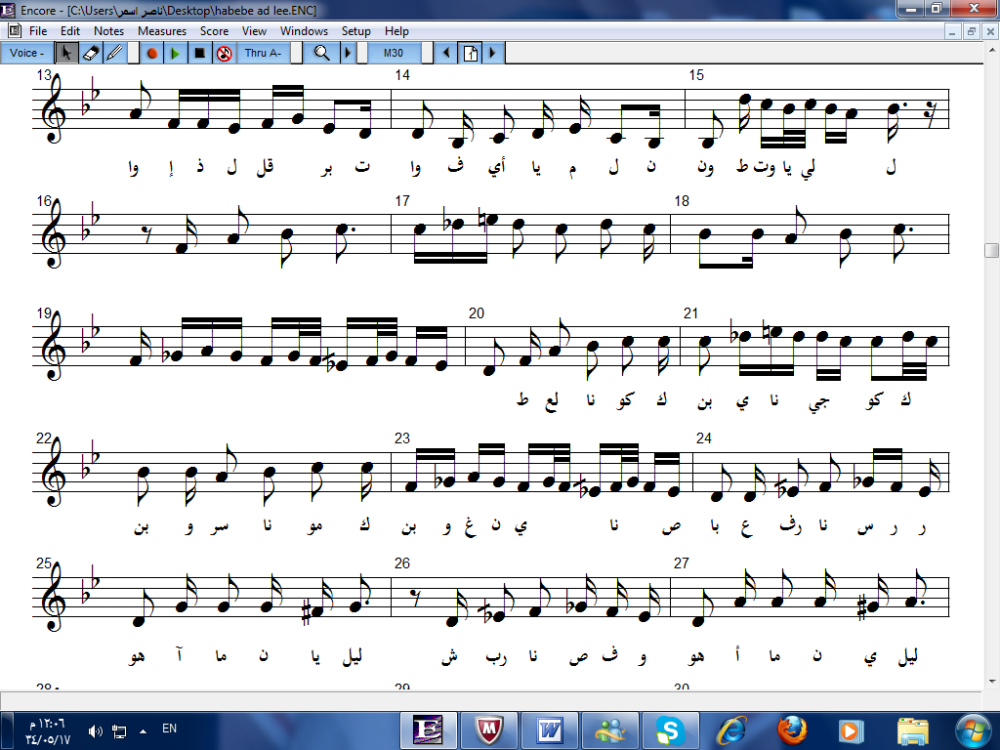 Encore - [C:\Users\ناصر اسمر\Desktop\habebe ad lee.ENC]
File Edit Notes Measures Score View Windows Setup Help
Voice - Thru A- M30 1
13 14 15
وا إ ذ ل قل بر ت وا ف أي يا م ل ن ون ط وت يا لي ل
16 17 18
19 20 21
ط لع نا كو ك بن ي نا جي كو ك
22 23 24
بن و سر نا مو ك بن و غ ن ي نا ص با ع رف نا س ر ر
25 26 27
هو آ ما ن يا ليل ش رب نا ص ف و هو أ ما ن ي ليل
28 29 30
١٢:٠٦ م EN
٣٤/٠٥/١٧